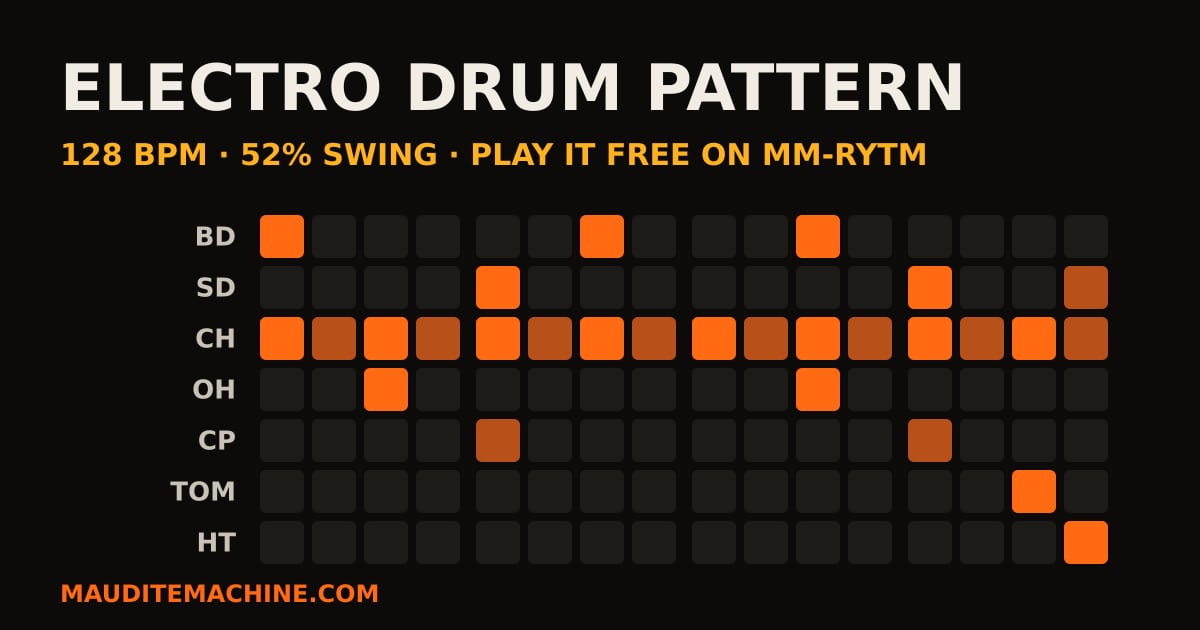 ELECTRO DRUM PATTERN
128 BPM · 52% SWING · PLAY IT FREE ON MM-RYTM
BD
SD
CH
OH
CP
TOM
HT
MAUDITEMACHINE.COM